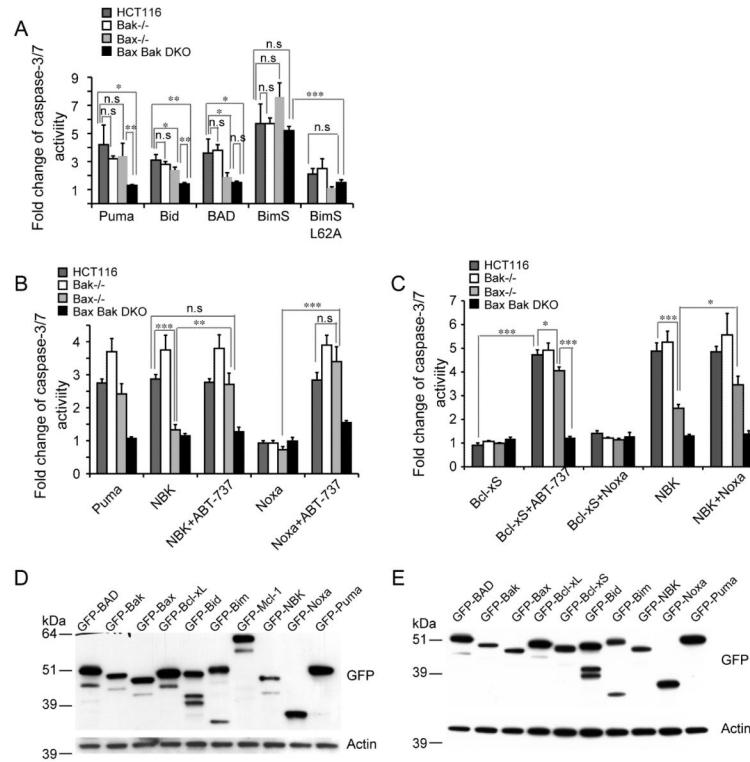 A
HCT116
Bak-/-
Bax-/-
Bax Bak DKO
Fold change of caspase-3/7
activiity
9
7
5
3
1
*
n.s
n.s
**
**
n.s
*
n.s
**
*
n.s
*
n.s
n.s
n.s
n.s
***
n.s
Puma
Bid
BAD
BimS
BimS
L62A
B
HCT116
Bak-/-
Bax-/-
Bax Bak DKO
Fold change of caspase-3/7
activiity
5
4
3
2
1
0
n.s
***
**
***
n.s
Puma
NBK
NBK+ABT-737
Noxa
Noxa+ABT-737
C
HCT116
Bak-/-
Bax-/-
Bax Bak DKO
Fold change of caspase-3/7
activiity
7
6
5
4
3
2
1
0
***
*
***
***
*
Bcl-xS
Bcl-xS+ABT-737
Bcl-xS+Noxa
NBK
NBK+Noxa
D
GFP-BAD
GFP-Bak
GFP-Bax
GFP-Bcl-xL
GFP-Bid
GFP-Bim
GFP-Mcl-1
GFP-NBK
GFP-Noxa
GFP-Puma
kDa
64
51
39
39
GFP
Actin
E
GFP-BAD
GFP-Bak
GFP-Bax
GFP-Bcl-xL
GFP-Bcl-xS
GFP-Bid
GFP-Bim
GFP-NBK
GFP-Noxa
GFP-Puma
kDa
51
39
39
GFP
Actin